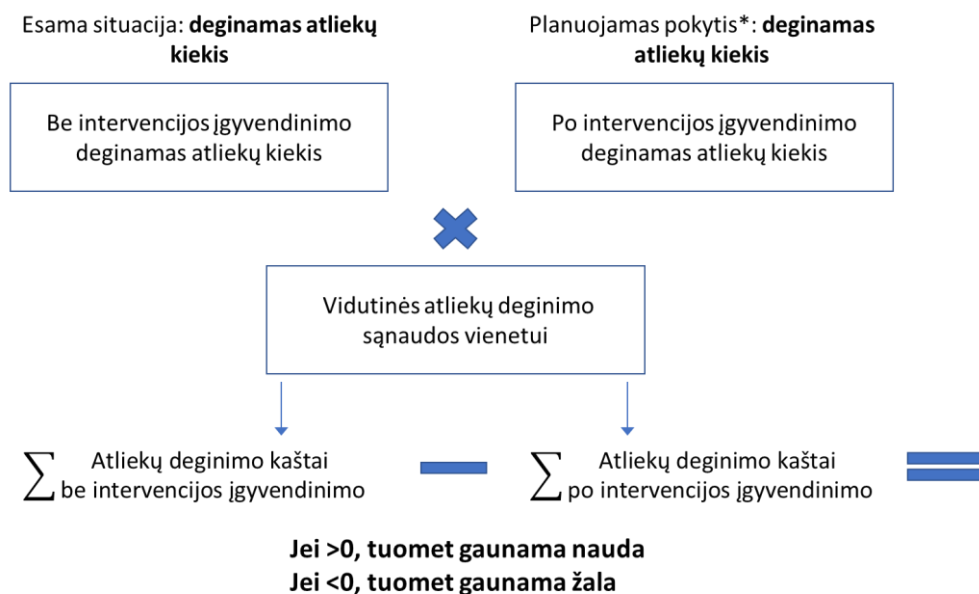 Esama situacija: deginamas atliekų
kiekis
Planuojamas pokytis*: deginamas
atliekų kiekis
Be intervencijos įgyvendinimo
deginamas atliekų kiekis
Po intervencijos įgyvendinimo
deginamas atliekų kiekis
Vidutinės atliekų deginimo
sąnaudos vienetui
∑ Atliekų deginimo kaštai
be intervencijos įgyvendinimo
∑ Atliekų deginimo kaštai
po intervencijos įgyvendinimo
Jei >0, tuomet gaunama nauda
Jei <0, tuomet gaunama žala